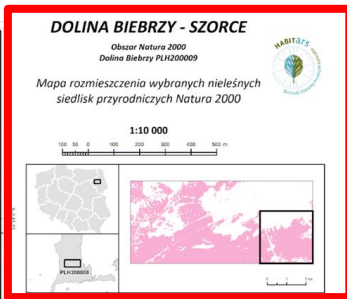 DOLINA BIEBRZY - SZORCE
Obszar Natura 2000
Dolina Biebrzy PLH200009
HABITARS
Mapa rozmieszczenia wybranych nieleśnych
siedlisk przyrodniczych Natura 2000
1:10 000
100 50 0 100 200 300 400 500 m
PLH200008